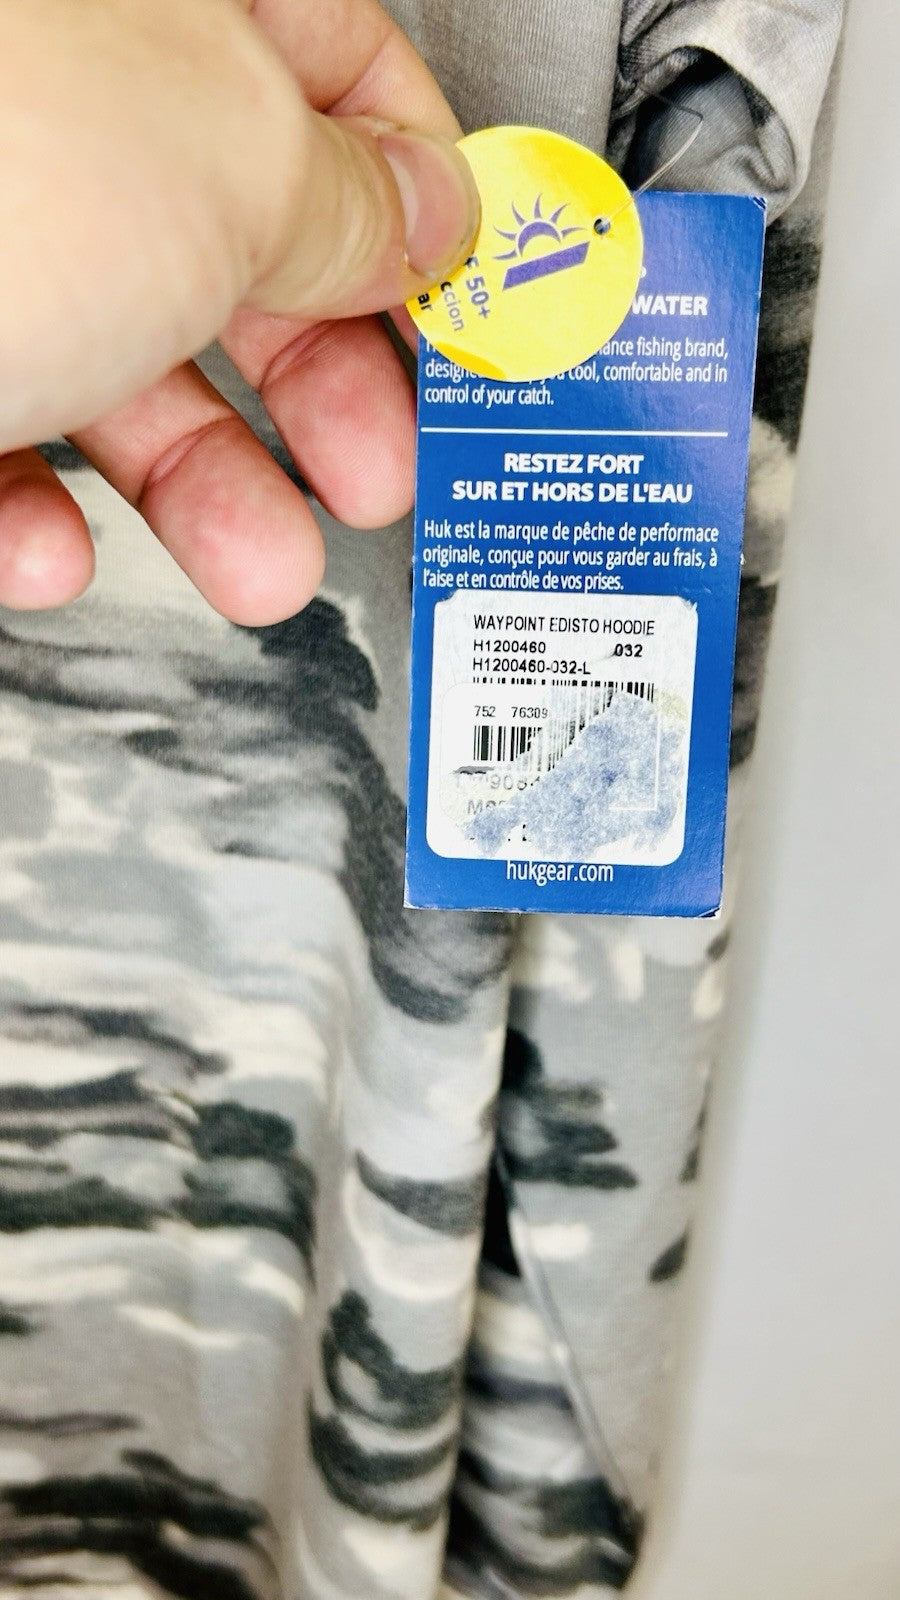 50+
WATER
fishing brand,
cool, comfortable and in
control of your catch.
RESTEZ FORT
SUR ET HORS DE L'EAU
Huk est la marque de pêche de performace
originale, conçue pour vous garder au frais, à
l'aise et en contrôle de vos prises.
WAYPOINT EDISTO HOODIE
H1200460 032
H1200460-032-L
752 76309
hukgear.com